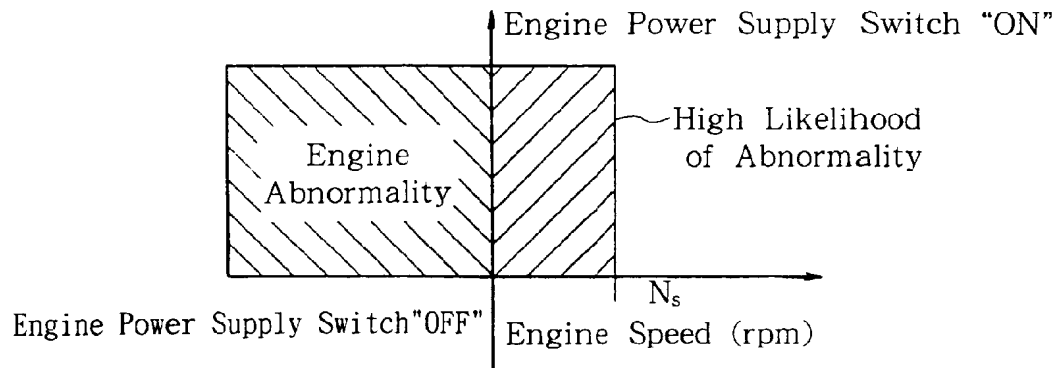 Engine Power Supply Switch “ON”
High Likelihood
of Abnormality
Engine
Abnormality
Ns
Engine Power Supply Switch"OFF"
Engine Speed (rpm)